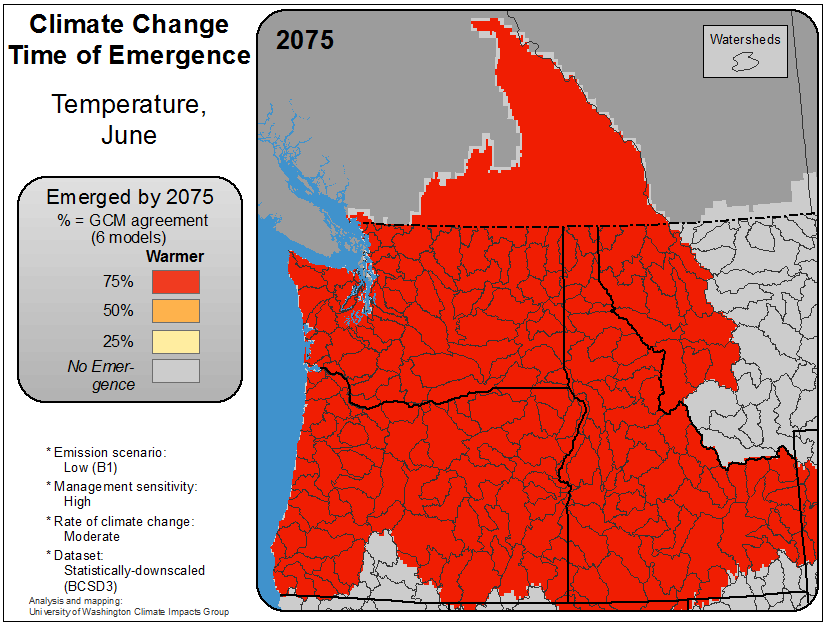 Climate Change
Time of Emergence
Temperature,
June
Emerged by 2075
% = GCM agreement
(6 models)
Warmer
75%
50%
25%
No Emer-
gence
* Emission scenario:
Low (B1)
* Management sensitivity:
High
* Rate of climate change:
Moderate
* Dataset:
Statistically-downscaled
(BCSD3)
Analysis and mapping:
University of Washington Climate Impacts Group
2075
Watersheds